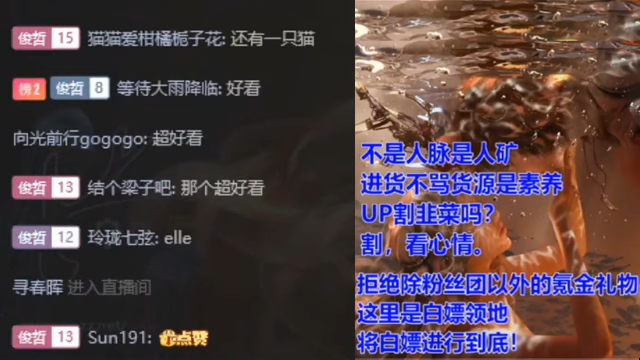 俊哲 15 猫猫爱柑橘栀子花: 还有一只猫
榜2 俊哲 8 等待大雨降临: 好看
向光前行gogogo: 超好看
俊哲 13 结个梁子吧: 那个超好看
俊哲 12 玲珑七弦: elle
寻春晖 进入直播间
俊哲 13 Sun191: 点赞
不是人脉是人矿
进货不骂货源是素养
UP割韭菜吗?
割，看心情。
拒绝除粉丝团以外的氪金礼物
这里是白嫖领地
将白嫖进行到底!